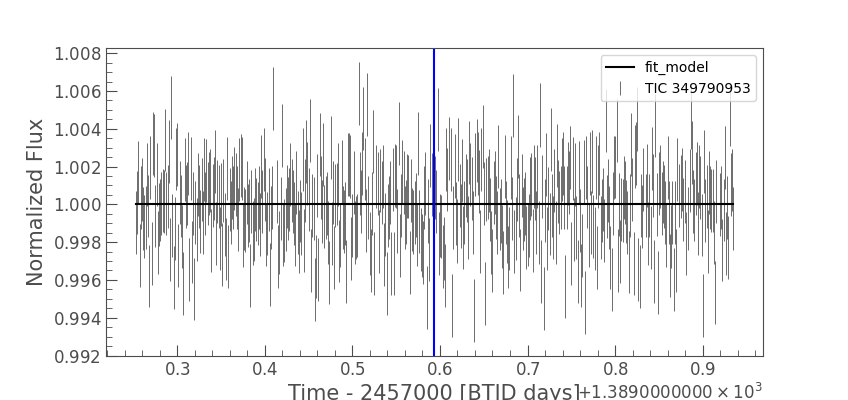 1.008
1.006
1.004
1.002
1.000
0.998
0.996
0.994
0.992
Normalized Flux
fit_model
TIC 349790953
0.3 0.4 0.5 0.6 0.7 0.8 0.9
Time - 2457000 [BTJD days]
+1.3890000000 × 10³